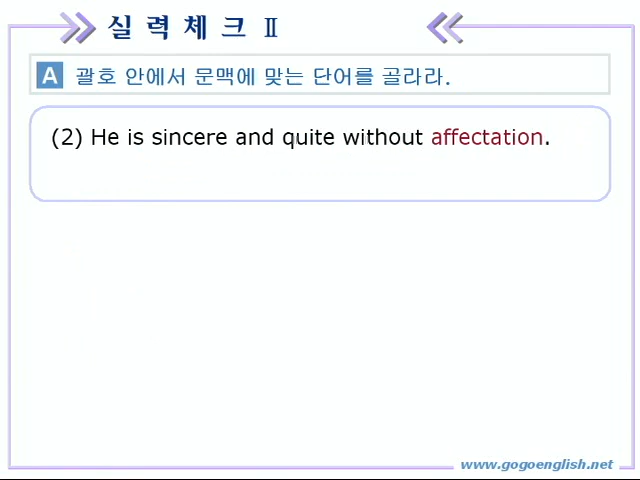 실 력 체 크 Ⅱ
A 괄호 안에서 문맥에 맞는 단어를 골라라.
(2) He is sincere and quite without affectation.
www.gogoenglish.net